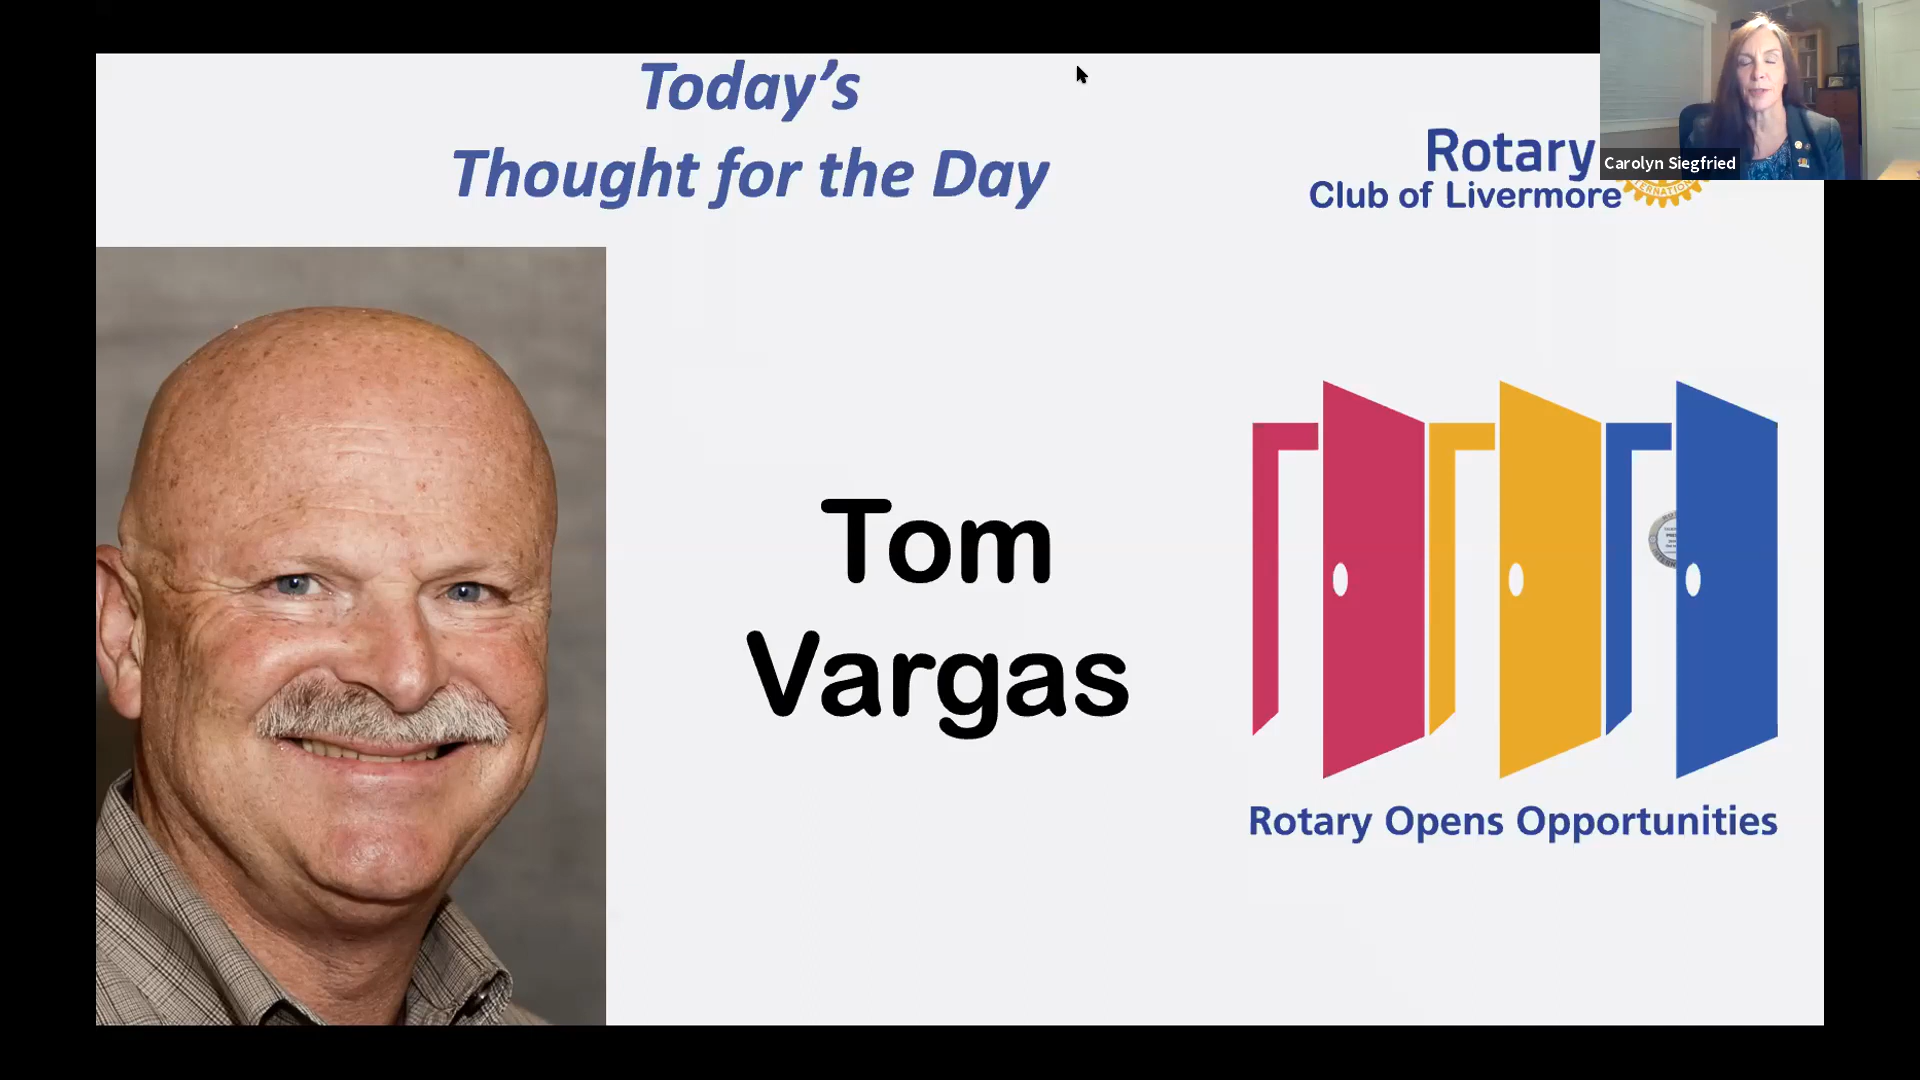 Today's
Thought for the Day
Rotary
Club of Livermore
Carolyn Siegfried
Tom
Vargas
Rotary Opens Opportunities